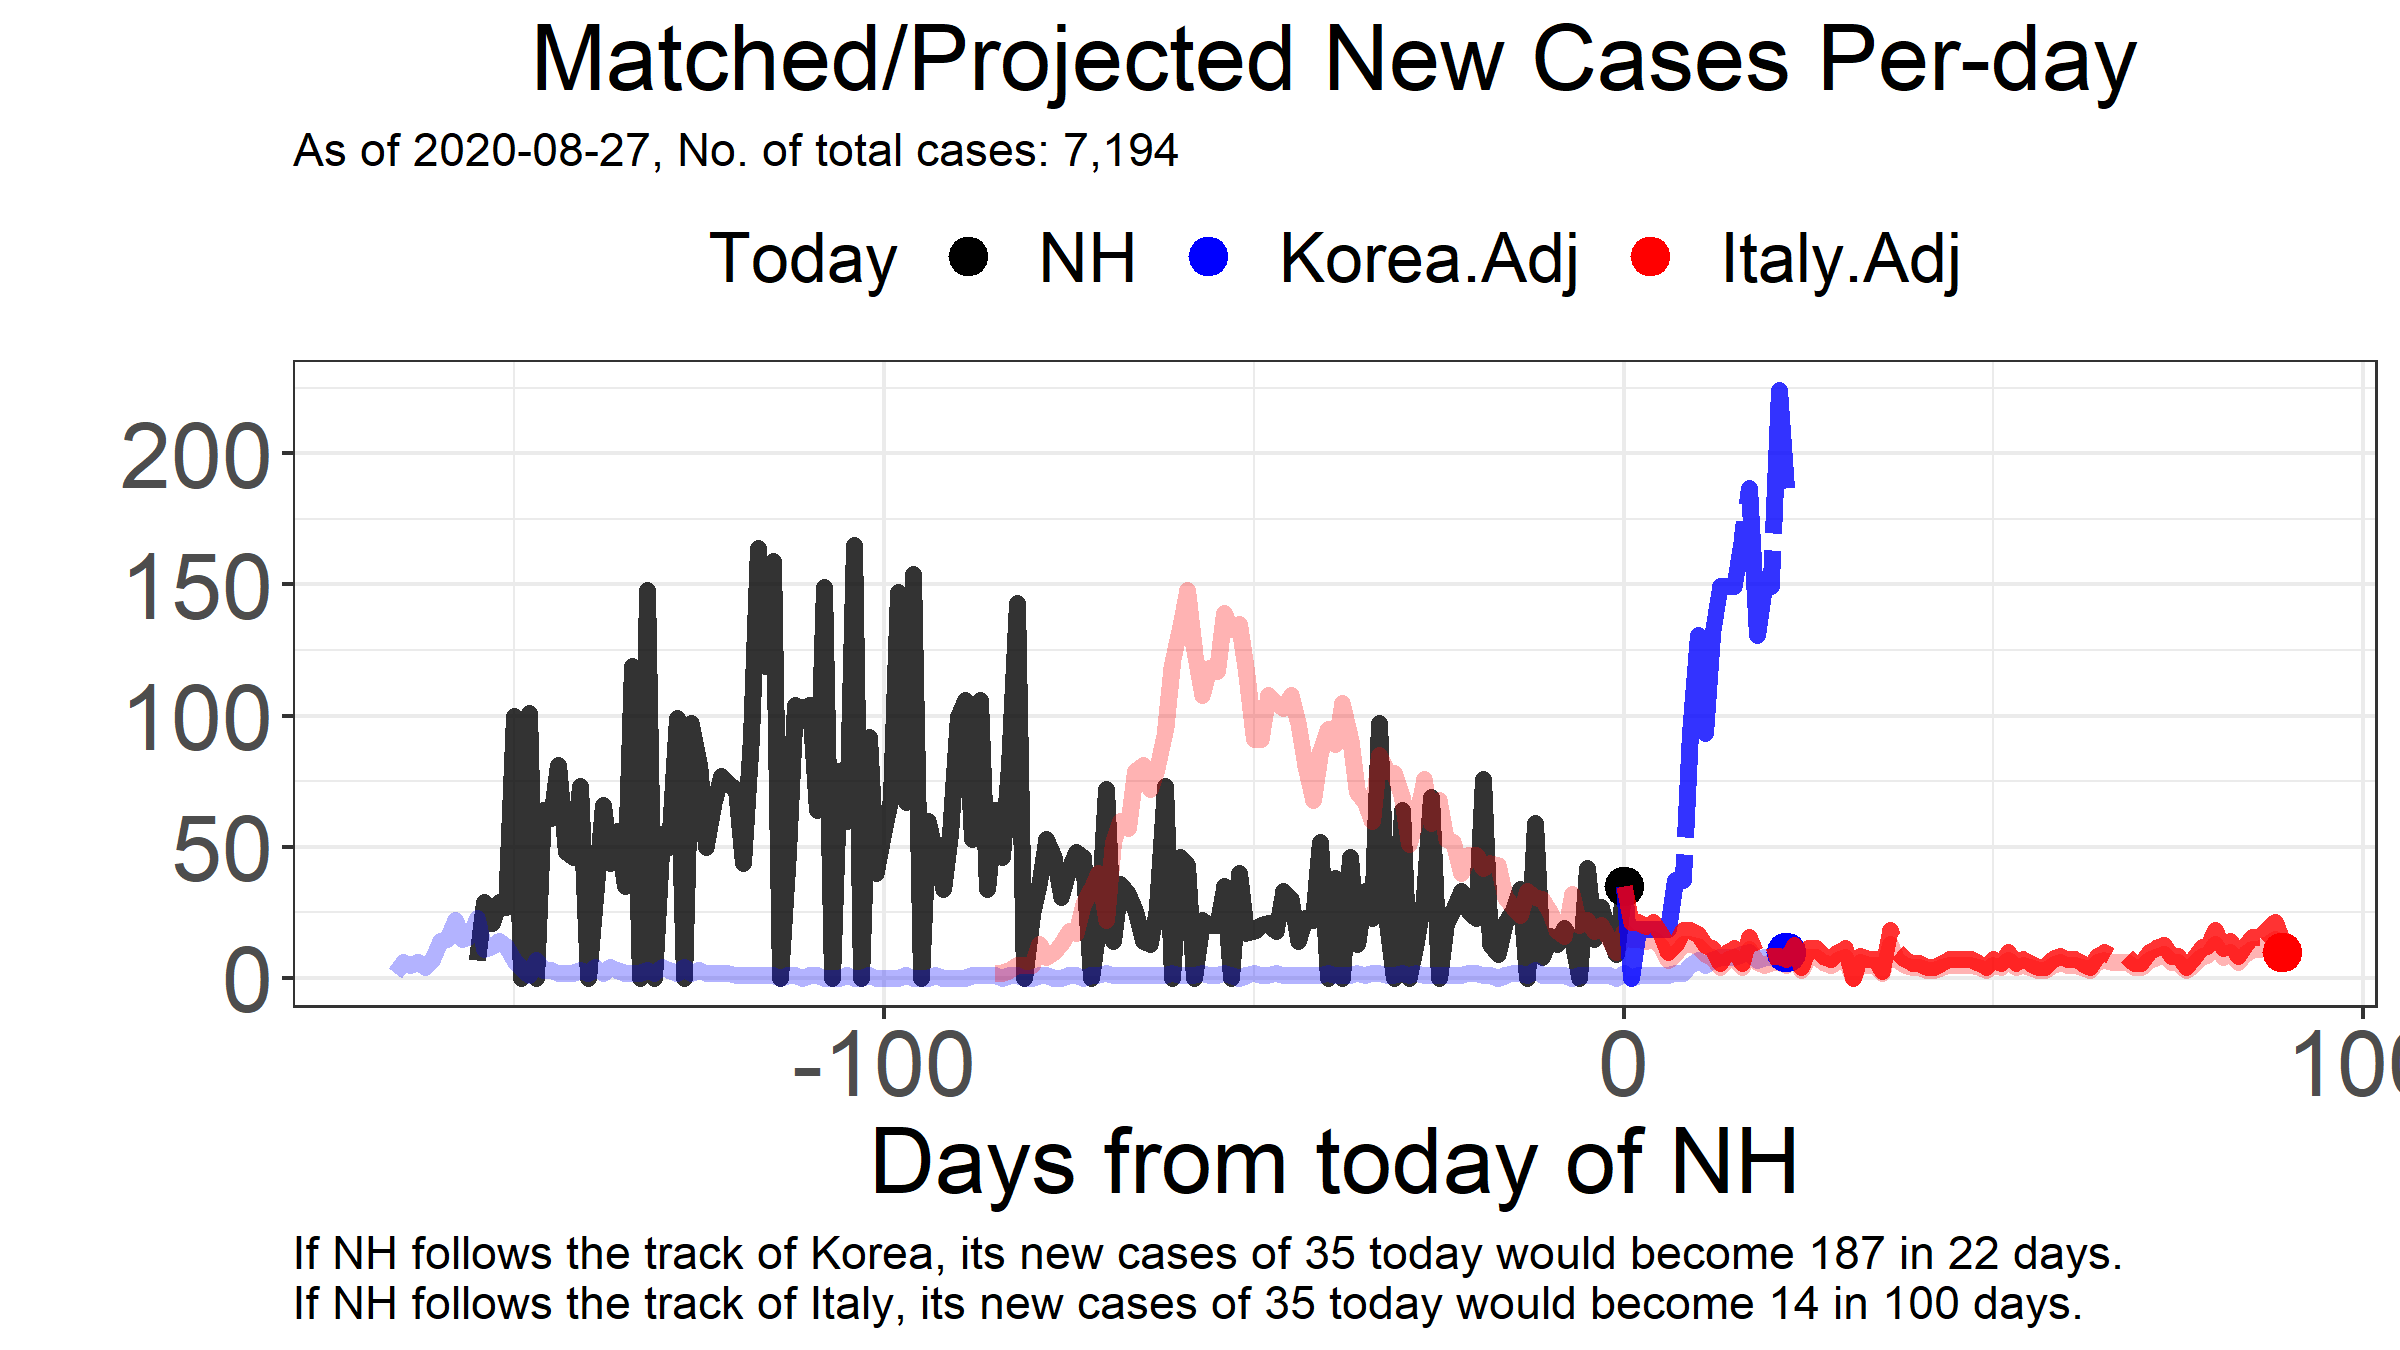 Matched/Projected New Cases Per-day
As of 2020-08-27, No. of total cases: 7,194
Today NH Korea.Adj Italy.Adj
200
150
100
50
0
-100 0 100
Days from today of NH
If NH follows the track of Korea, its new cases of 35 today would become 187 in 22 days.
If NH follows the track of Italy, its new cases of 35 today would become 14 in 100 days.